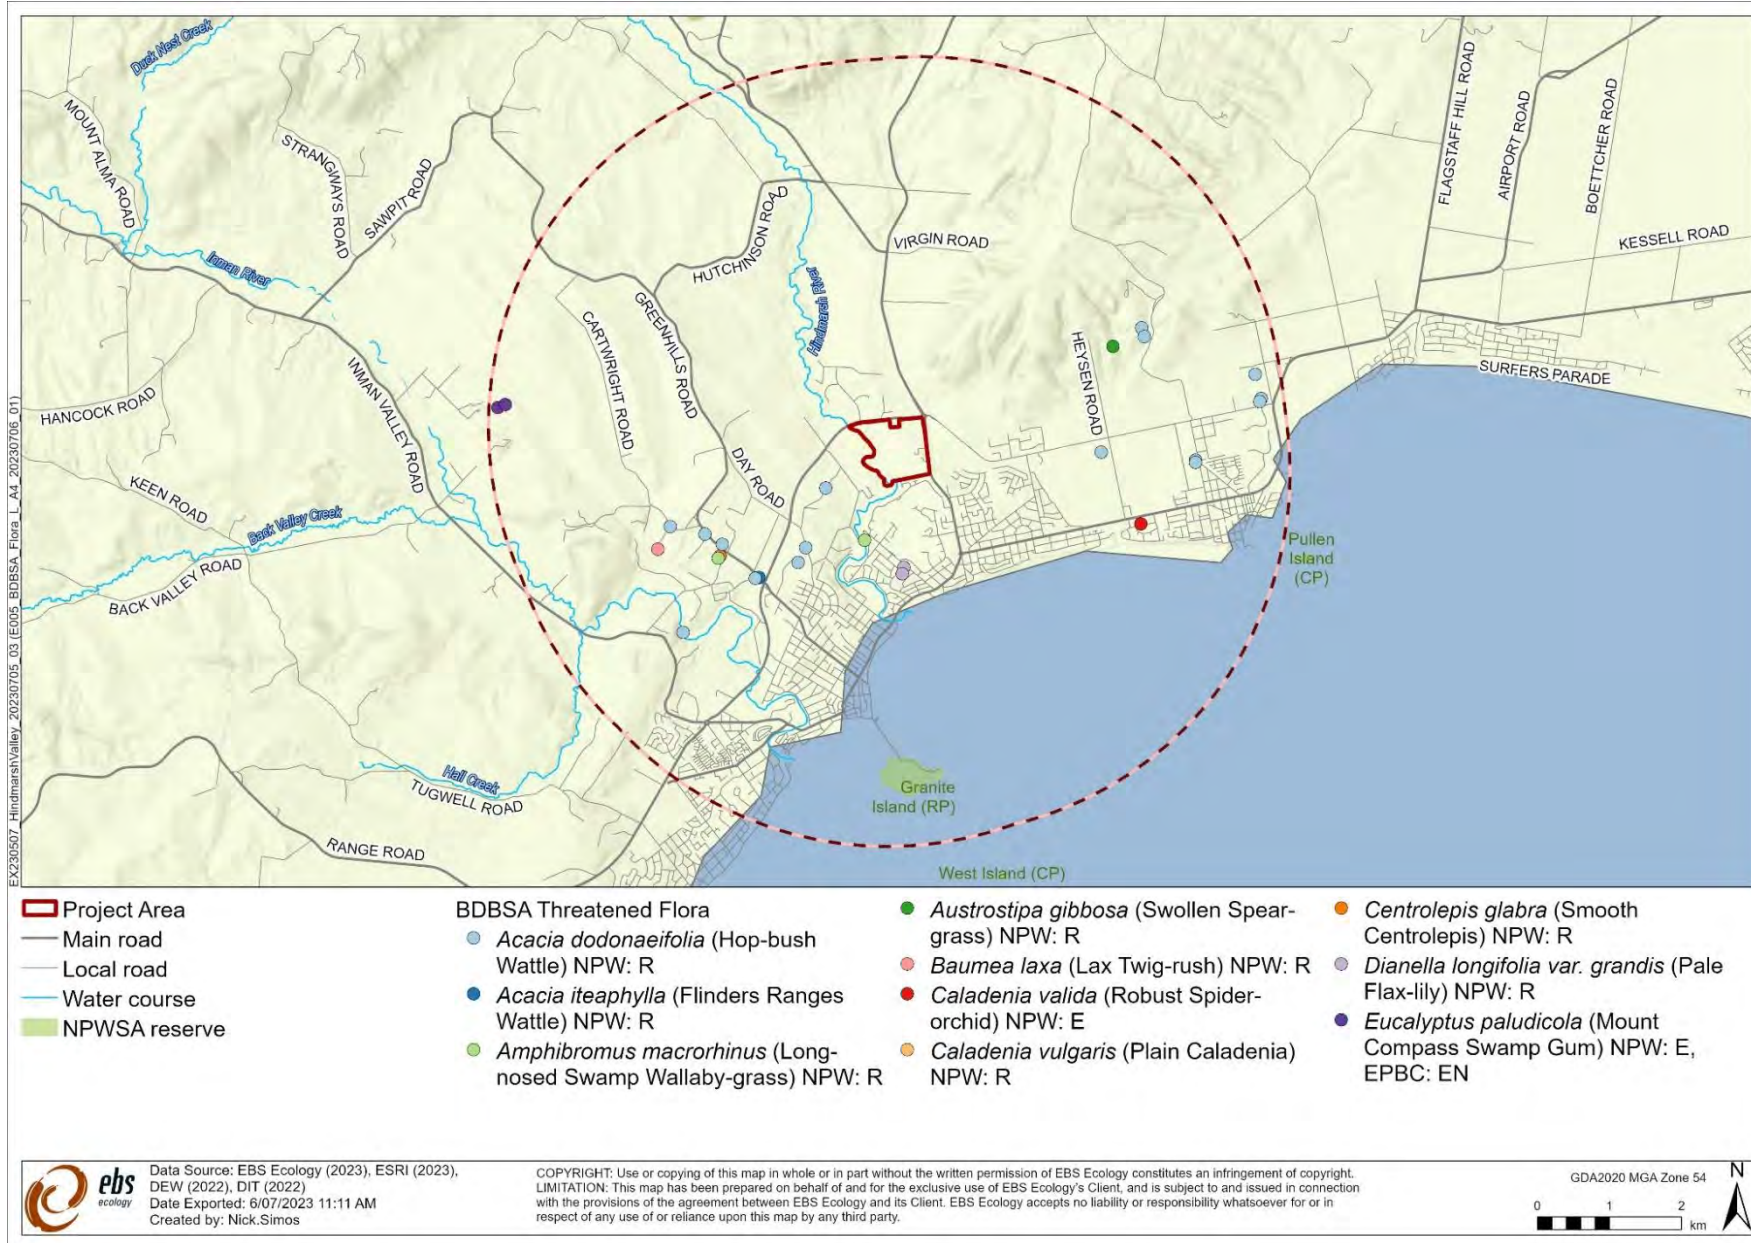 Duck Nest Creek
MOUNT ALMA ROAD
STRANGWAYS ROAD
SAWPIT ROAD
Inman River
HUTCHINSON ROAD
VIRGIN ROAD
Hindmarsh River
GREENHILLS ROAD
CARTWRIGHT ROAD
INMAN VALLEY ROAD
HANCOCK ROAD
KEEN ROAD
Back Valley Creek
BACK VALLEY ROAD
DAY ROAD
HEYSEN ROAD
FLAGSTAFF HILL ROAD
AIRPORT ROAD
BOETTCHER ROAD
KESSELL ROAD
SURFERS PARADE
Pullen
Island
(CP)
Hall Creek
TUGWELL ROAD
RANGE ROAD
Granite
Island (RP)
West Island (CP)
EX230507_HindmarshValley_20230705_03 (E005_BDBSA_Flora_L_A4_20230706_01)
Project Area
Main road
Local road
Water course
NPWSA reserve
BDBSA Threatened Flora
Acacia dodonaeifolia (Hop-bush
Wattle) NPW: R
Acacia iteaphylla (Flinders Ranges
Wattle) NPW: R
Amphibromus macrorhinus (Long-
nosed Swamp Wallaby-grass) NPW: R
Austrostipa gibbosa (Swollen Spear-
grass) NPW: R
Baumea laxa (Lax Twig-rush) NPW: R
Caladenia valida (Robust Spider-
orchid) NPW: E
Caladenia vulgaris (Plain Caladenia)
NPW: R
Centrolepis glabra (Smooth
Centrolepis) NPW: R
Dianella longifolia var. grandis (Pale
Flax-lily) NPW: R
Eucalyptus paludicola (Mount
Compass Swamp Gum) NPW: E,
EPBC: EN
ebs
ecology
Data Source: EBS Ecology (2023), ESRI (2023),
DEW (2022), DIT (2022)
Date Exported: 6/07/2023 11:11 AM
Created by: Nick.Simos
COPYRIGHT: Use or copying of this map in whole or in part without the written permission of EBS Ecology constitutes an infringement of copyright.
LIMITATION: This map has been prepared on behalf of and for the exclusive use of EBS Ecology's Client, and is subject to and issued in connection
with the provisions of the agreement between EBS Ecology and its Client. EBS Ecology accepts no liability or responsibility whatsoever for or in
respect of any use of or reliance upon this map by any third party.
GDA2020 MGA Zone 54
0 1 2
km
N